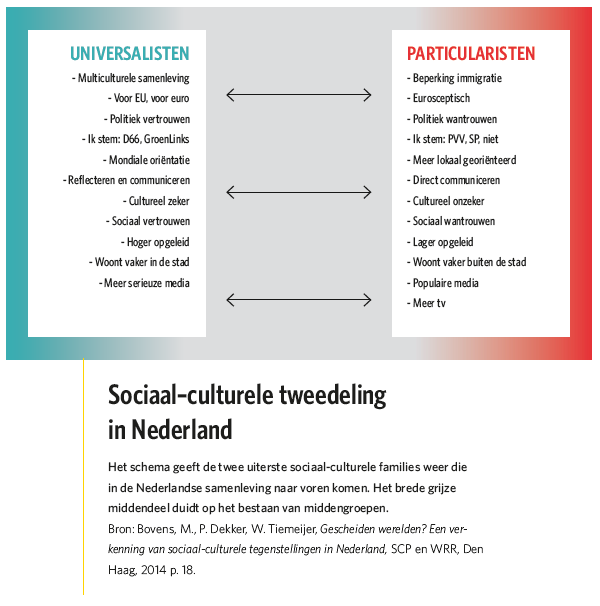 UNIVERSALISTEN
- Multiculturele samenleving
- Voor EU, voor euro
- Politiek vertrouwen
- Ik stem: D66, GroenLinks
- Mondiale oriëntatie
- Reflecteren en communiceren
- Cultureel zeker
- Sociaal vertrouwen
- Hoger opgeleid
- Woont vaker in de stad
- Meer serieuze media
PARTICULARISTEN
- Beperking immigratie
- Eurosceptisch
- Politiek wantrouwen
- Ik stem: PVV, SP, niet
- Meer lokaal georiënteerd
- Direct communiceren
- Cultureel onzeker
- Sociaal wantrouwen
- Lager opgeleid
- Woont vaker buiten de stad
- Populaire media
- Meer tv
Sociaal-culturele tweedeling
in Nederland
Het schema geeft de twee uiterste sociaal-culturele families weer die
in de Nederlandse samenleving naar voren komen. Het brede grijze
middendeel duidt op het bestaan van middengroepen.
Bron: Bovens, M., P. Dekker, W. Tiemeijer, Gescheiden werelden? Een ver-
kenning van sociaal-culturele tegenstellingen in Nederland, SCP en WRR, Den
Haag, 2014 p. 18.